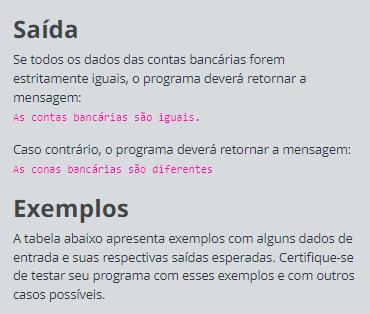 Saída
Se todos os dados das contas bancárias forem
estritamente iguais, o programa deverá retornar a
mensagem:
As contas bancárias são iguais.
Caso contrário, o programa deverá retornar a mensagem:
As conas bancárias são diferentes
Exemplos
A tabela abaixo apresenta exemplos com alguns dados de
entrada e suas respectivas saídas esperadas. Certifique-se
de testar seu programa com esses exemplos e com outros
casos possíveis.